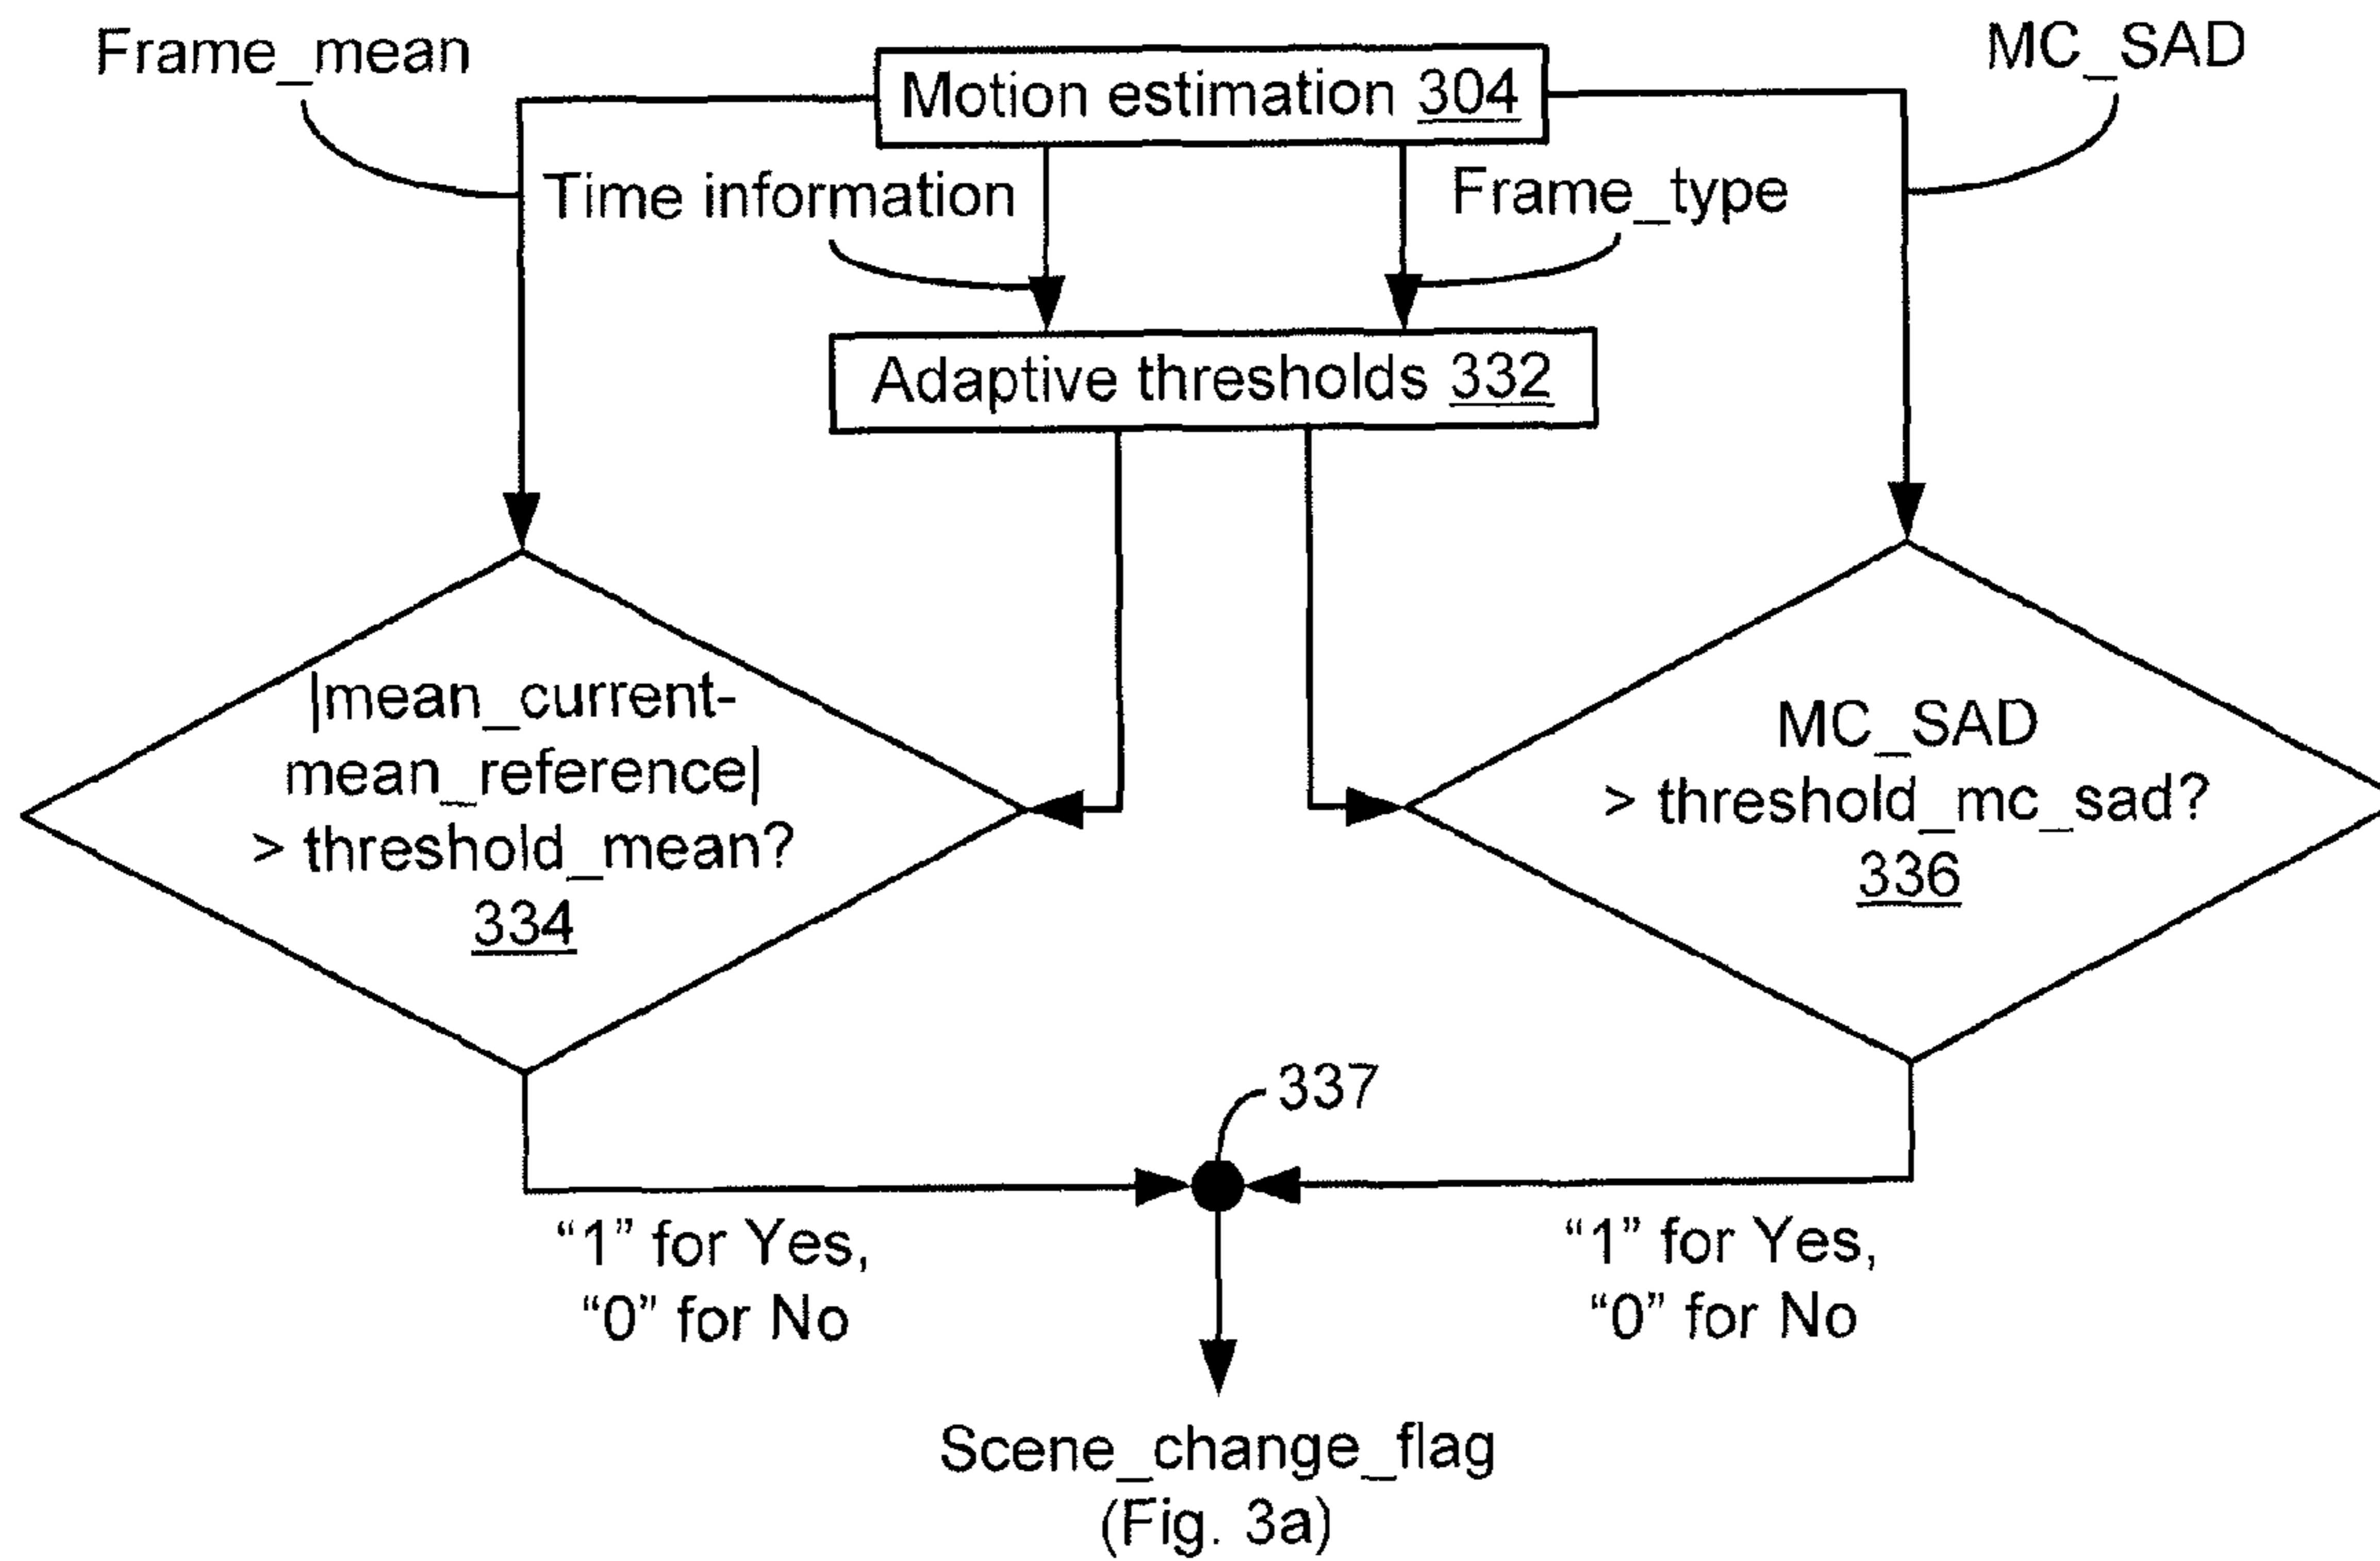 Frame_mean
Motion estimation 304
MC_SAD
Time information
Frame_type
Adaptive thresholds 332
|mean_current-
mean_reference|
> threshold_mean?
334
MC_SAD
> threshold_mc_sad?
336
337
“1” for Yes,
“0” for No
“1” for Yes,
“0” for No
Scene_change_flag
(Fig. 3a)